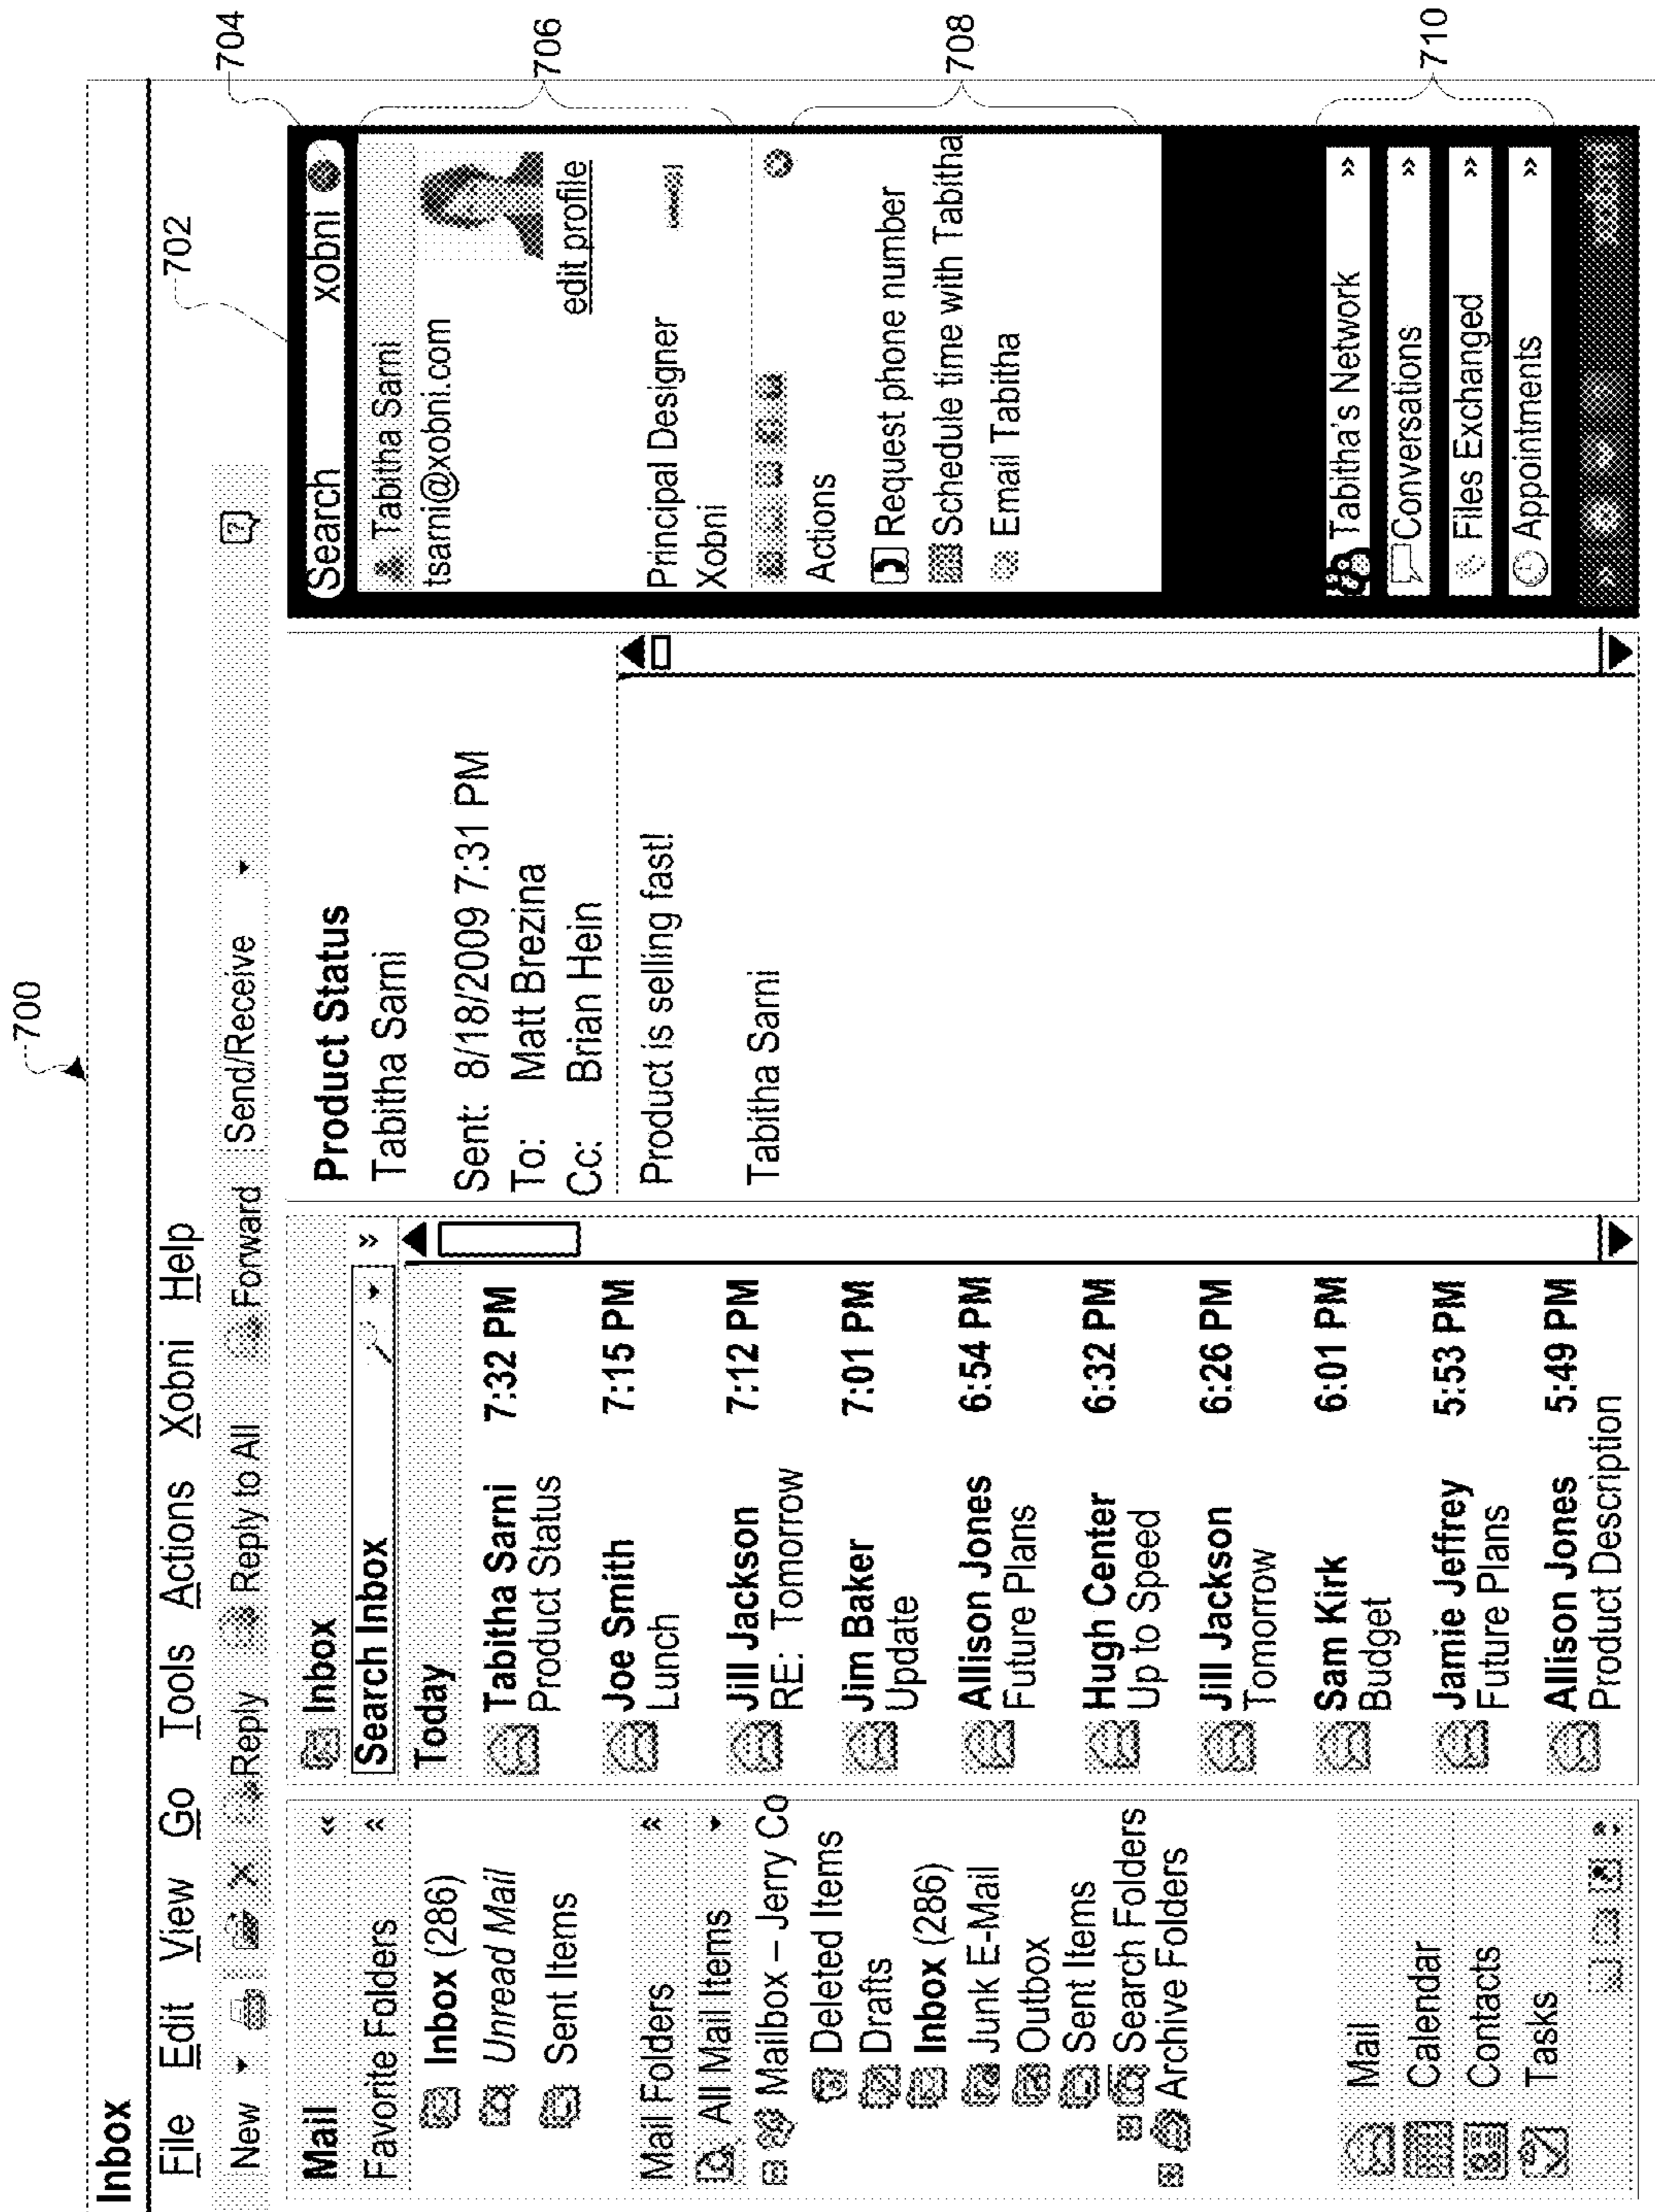 700
Inbox
File Edit View Go Tools Actions Xobni Help
New Reply Reply to All Forward Send/Receive
Mail
Favorite Folders
Inbox (286)
Unread Mail
Sent Items
Mail Folders
All Mail Items
Mailbox – Jerry Co
Deleted Items
Drafts
Inbox (286)
Junk E-Mail
Outbox
Sent Items
Search Folders
Archive Folders
Mail
Calendar
Contacts
Tasks
Inbox
Search Inbox
Today
Tabitha Sarni 7:32 PM
Product Status
Joe Smith 7:15 PM
Lunch
Jill Jackson 7:12 PM
RE: Tomorrow
Jim Baker 7:01 PM
Update
Allison Jones 6:54 PM
Future Plans
Hugh Center 6:32 PM
Up to Speed
Jill Jackson 6:26 PM
Tomorrow
Sam Kirk 6:01 PM
Budget
Jamie Jeffrey 5:53 PM
Future Plans
Allison Jones 5:49 PM
Product Description
Product Status
Tabitha Sarni
Sent: 8/18/2009 7:31 PM
To: Matt Brezina
Cc: Brian Hein
Product is selling fast!
Tabitha Sarni
702
704
Search xobni
Tabitha Sarni
tsarni@xobni.com
edit profile
Principal Designer
Xobni
706
Actions
Request phone number
Schedule time with Tabitha
Email Tabitha
708
Tabitha's Network
Conversations
Files Exchanged
Appointments
710